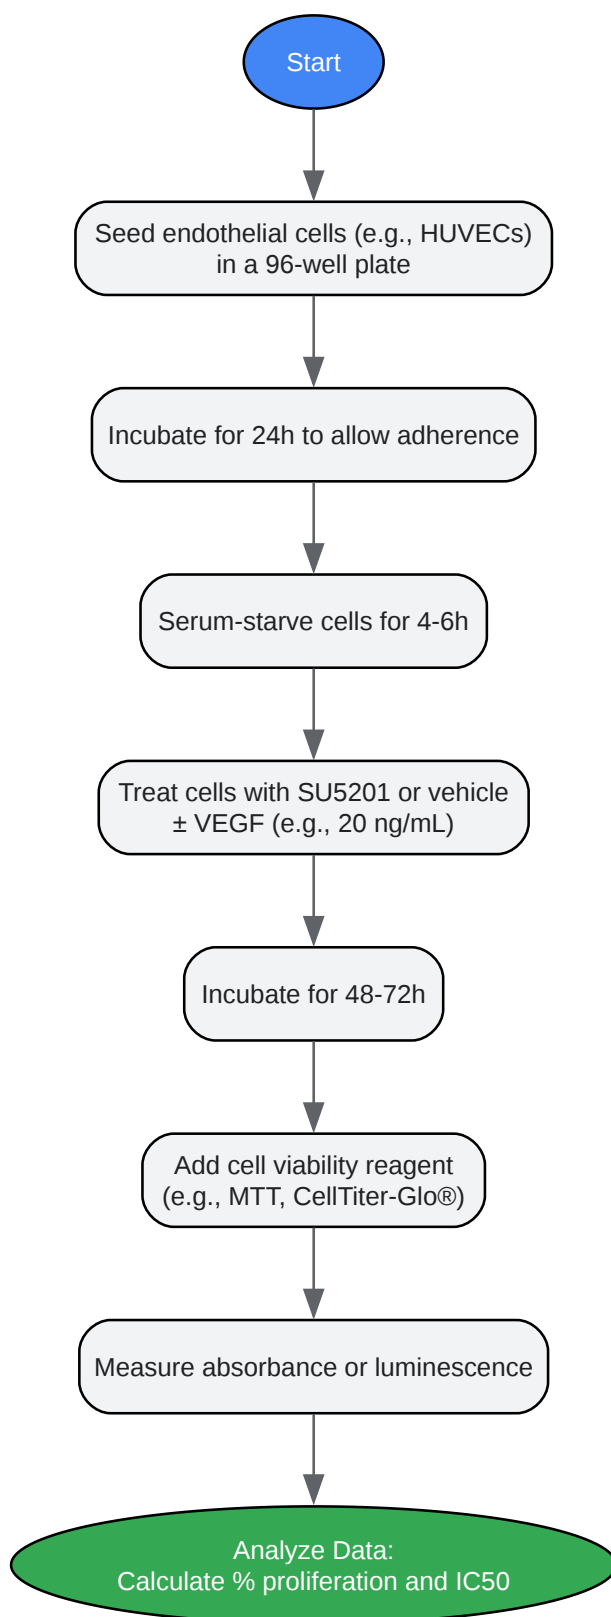 Start
Seed endothelial cells (e.g., HUVECs)
in a 96-well plate
Incubate for 24h to allow adherence
Serum-starve cells for 4-6h
Treat cells with SU5201 or vehicle
± VEGF (e.g., 20 ng/mL)
Incubate for 48-72h
Add cell viability reagent
(e.g., MTT, CellTiter-Glo®)
Measure absorbance or luminescence
Analyze Data:
Calculate % proliferation and IC50